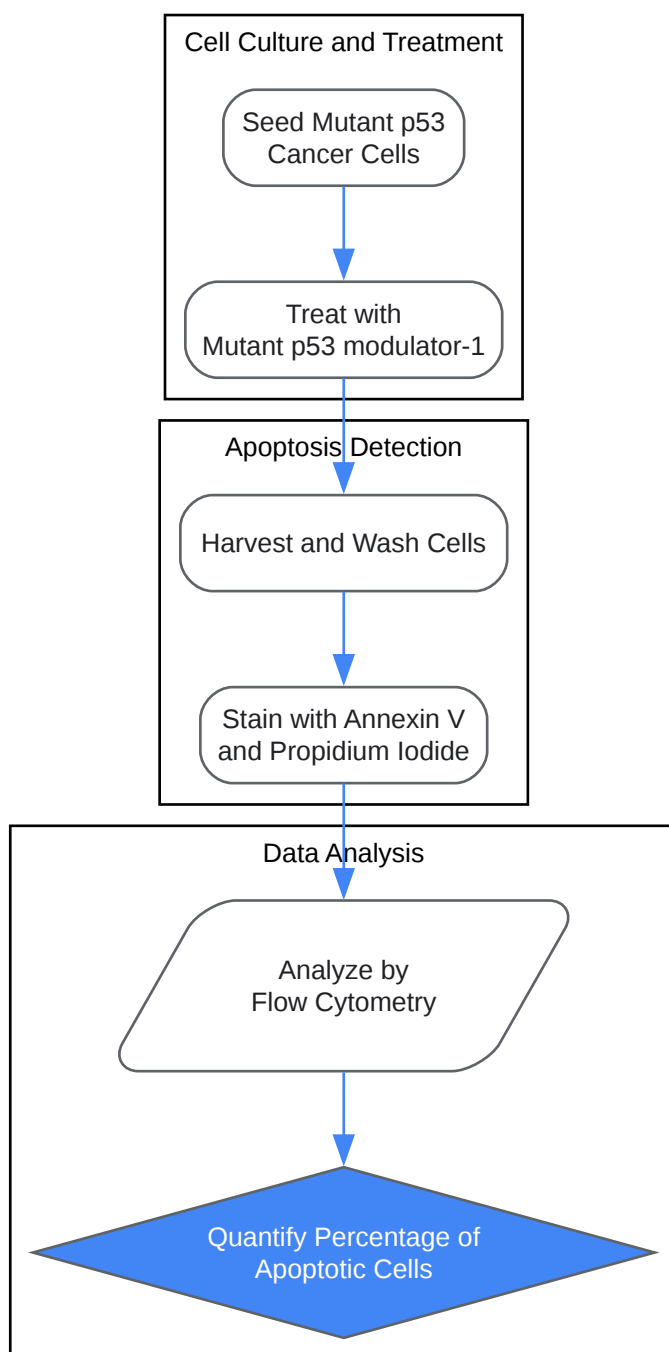 Cell Culture and Treatment
Seed Mutant p53
Cancer Cells
Treat with
Mutant p53 modulator-1
Apoptosis Detection
Harvest and Wash Cells
Stain with Annexin V
and Propidium Iodide
Data Analysis
Analyze by
Flow Cytometry
Quantify Percentage of
Apoptotic Cells